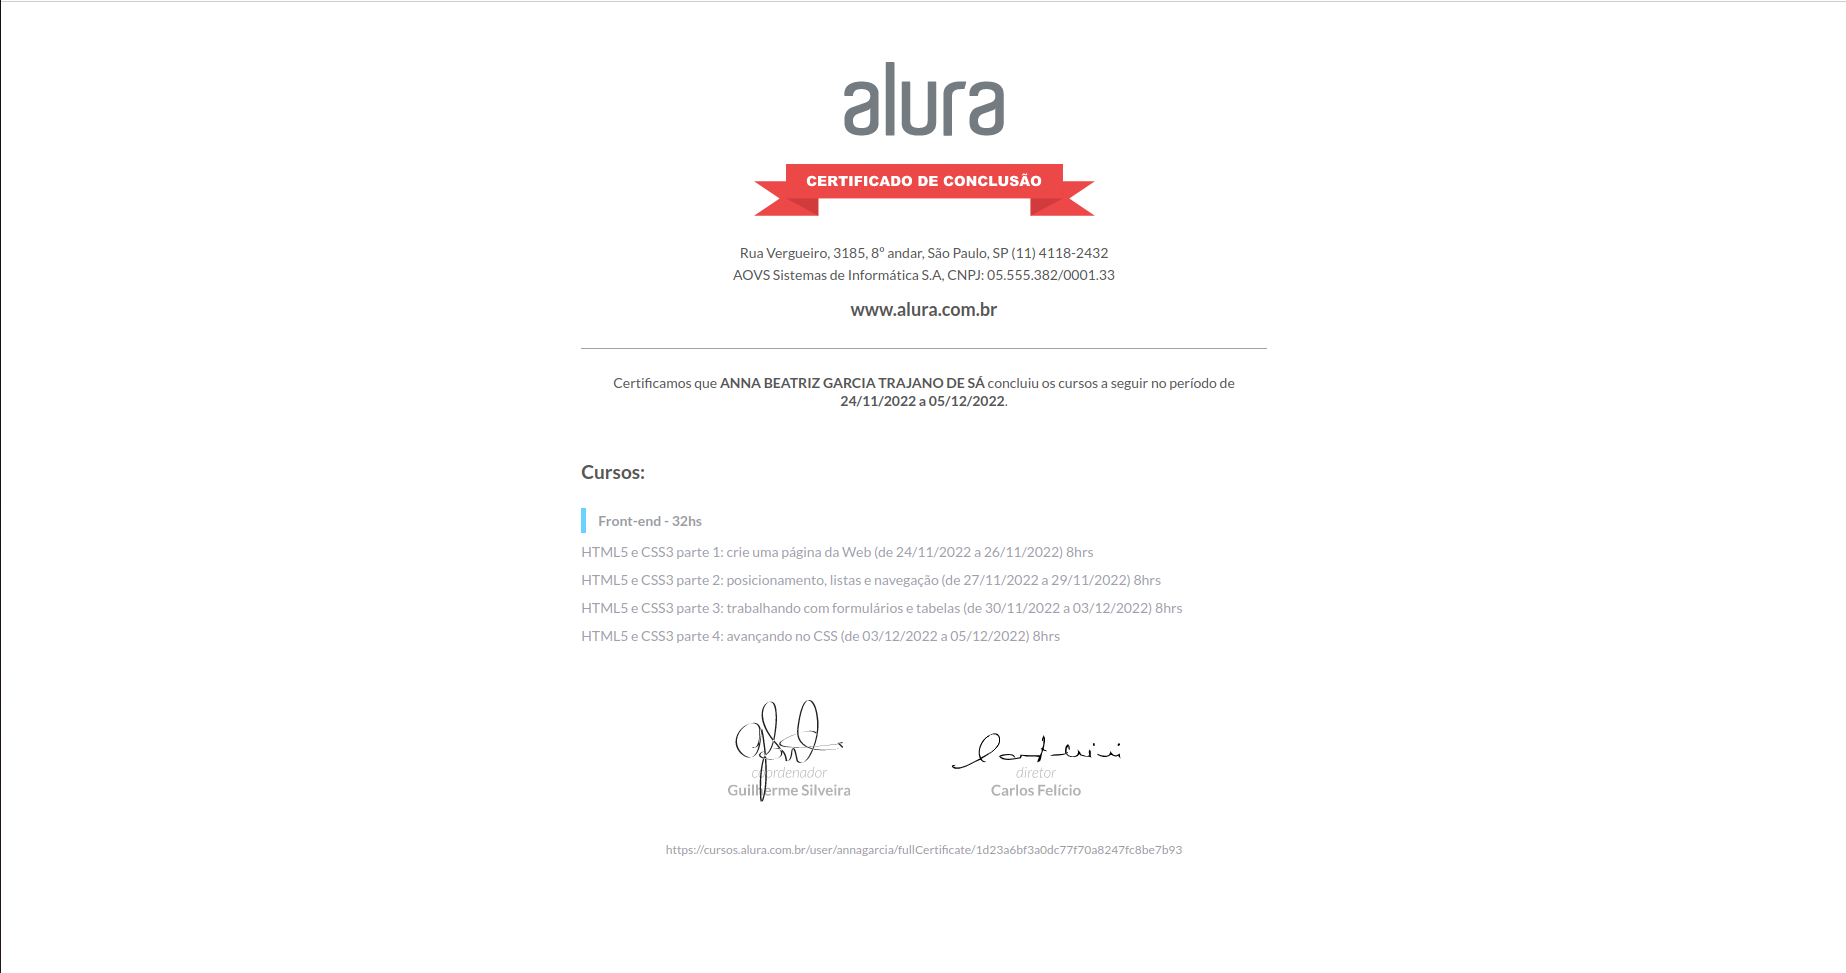 alura
CERTIFICADO DE CONCLUSÃO
Rua Vergueiro, 3185, 8º andar, São Paulo, SP (11) 4118-2432
AOVS Sistemas de Informática S.A, CNPJ: 05.555.382/0001.33
www.alura.com.br
Certificamos que ANNA BEATRIZ GARCIA TRAJANO DE SÁ concluiu os cursos a seguir no período de
24/11/2022 a 05/12/2022.
Cursos:
Front-end - 32hs
HTML5 e CSS3 parte 1: crie uma página da Web (de 24/11/2022 a 26/11/2022) 8hrs
HTML5 e CSS3 parte 2: posicionamento, listas e navegação (de 27/11/2022 a 29/11/2022) 8hrs
HTML5 e CSS3 parte 3: trabalhando com formulários e tabelas (de 30/11/2022 a 03/12/2022) 8hrs
HTML5 e CSS3 parte 4: avançando no CSS (de 03/12/2022 a 05/12/2022) 8hrs
coordenador
Guilherme Silveira
diretor
Carlos Felício
https://cursos.alura.com.br/user/annagarcia/fullCertificate/1d23a6bf3a0dc77f70a8247fc8be7b93